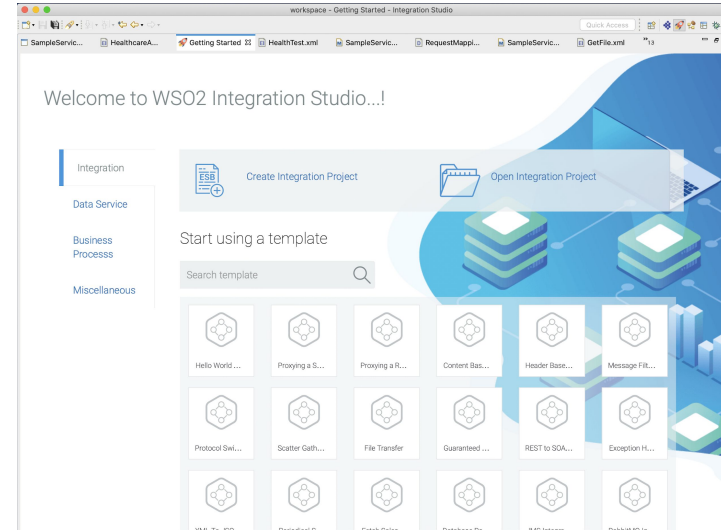 workspace - Getting Started - Integration Studio
Quick Access
SampleServic... HealthcareA... Getting Started HealthTest.xml SampleServic... RequestMappi... SampleServic... GetFile.xml 13
Welcome to WSO2 Integration Studio...!
Integration
Data Service
Business
Processs
Miscellaneous
ESB
Create Integration Project
Open Integration Project
Start using a template
Search template
Hello World ... Proxying a S... Proxying a R... Content Bas... Header Base... Message Filt...
Protocol Swi... Scatter Gath... File Transfer Guaranteed ... REST to SOA... Exception H...